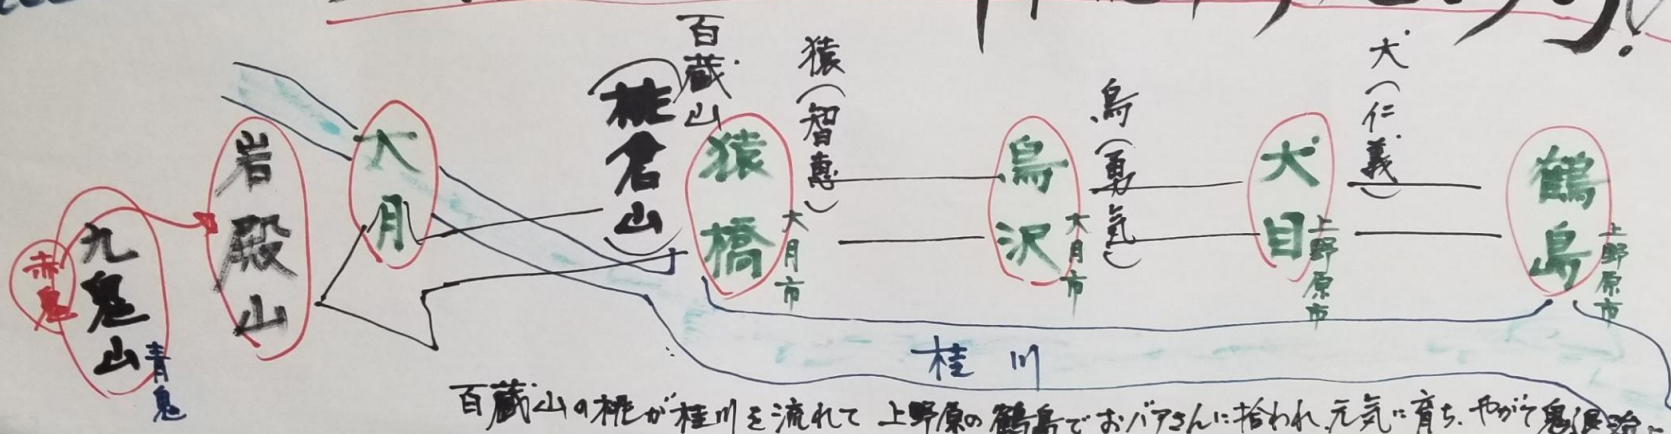 鶴島
上野原市
犬(仁義)
犬目
上野原市
鳥(勇気)
鳥沢
大月市
猿(智恵)
猿橋
大月市
百蔵山
(桃倉山)
大月
岩殿山
九鬼山
赤鬼
青鬼
桂川
百蔵山の桃が桂川を流れて 上野原の鶴島でおバアさんに拾われ、元気に育ち、やがて鬼退治に